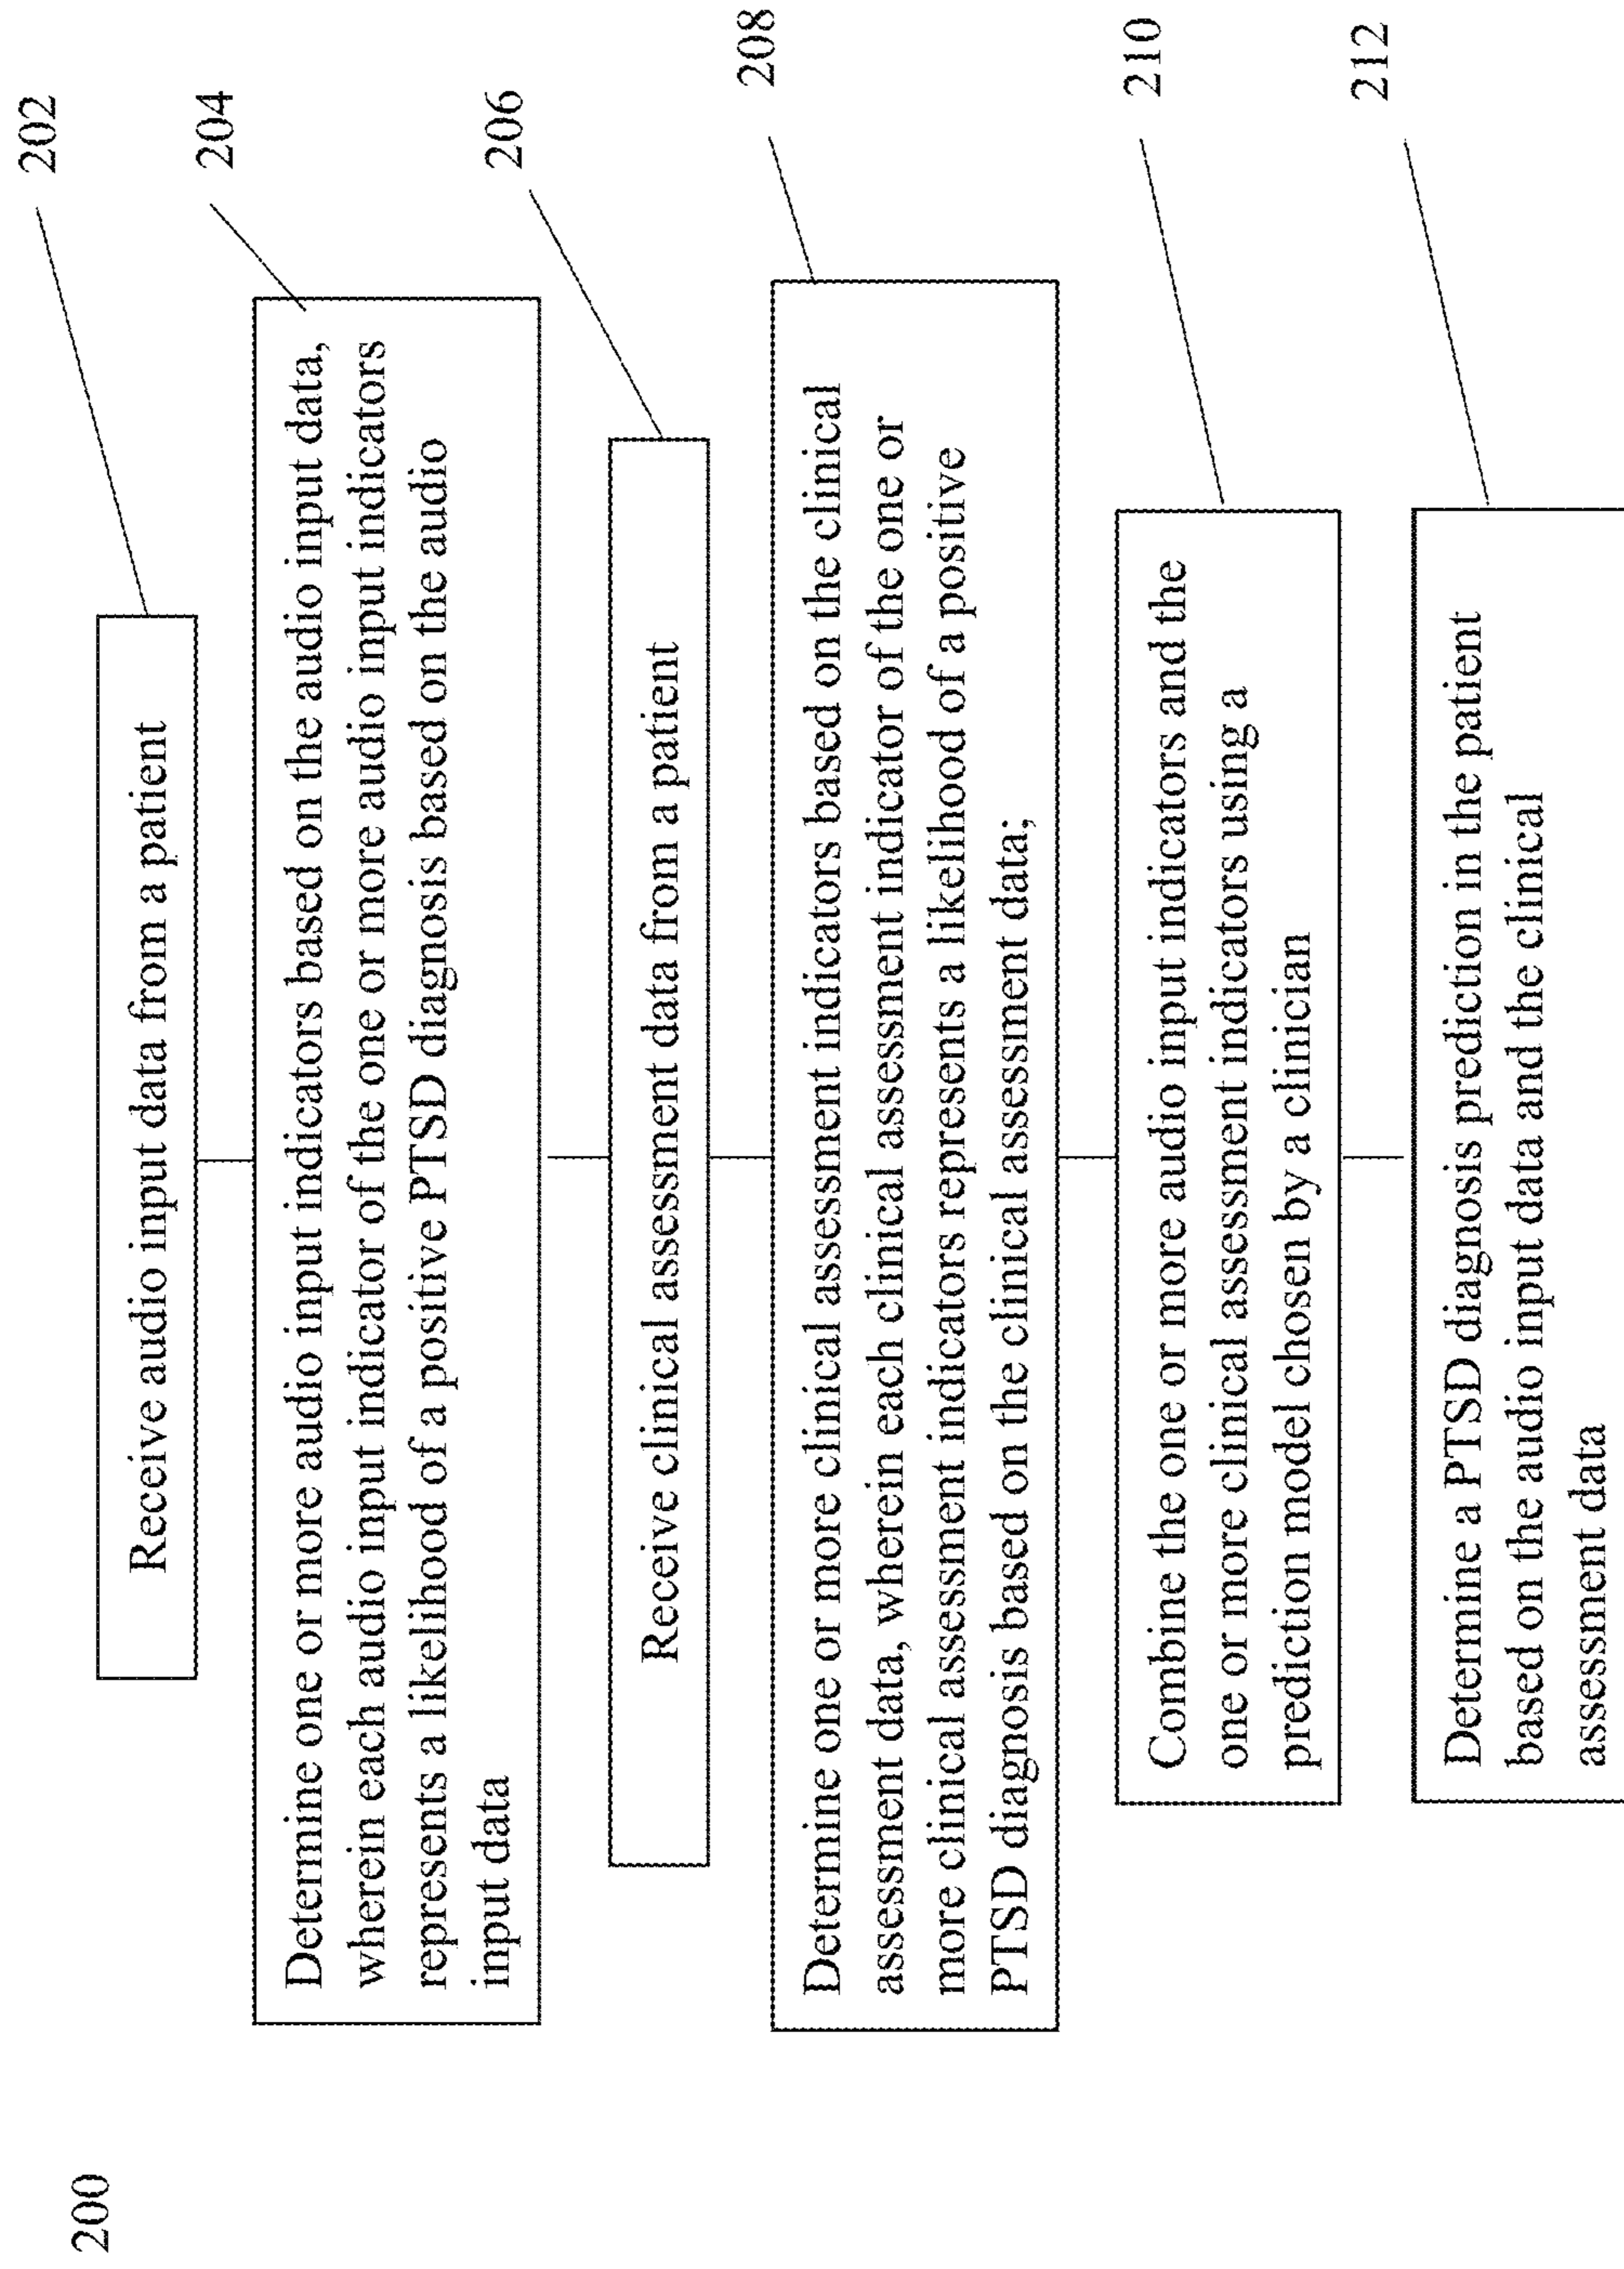 200
202
Receive audio input data from a patient
204
Determine one or more audio input indicators based on the audio input data,
wherein each audio input indicator of the one or more audio input indicators
represents a likelihood of a positive PTSD diagnosis based on the audio
input data
206
Receive clinical assessment data from a patient
208
Determine one or more clinical assessment indicators based on the clinical
assessment data, wherein each clinical assessment indicator of the one or
more clinical assessment indicators represents a likelihood of a positive
PTSD diagnosis based on the clinical assessment data;
210
Combine the one or more audio input indicators and the
one or more clinical assessment indicators using a
prediction model chosen by a clinician
212
Determine a PTSD diagnosis prediction in the patient
based on the audio input data and the clinical
assessment data